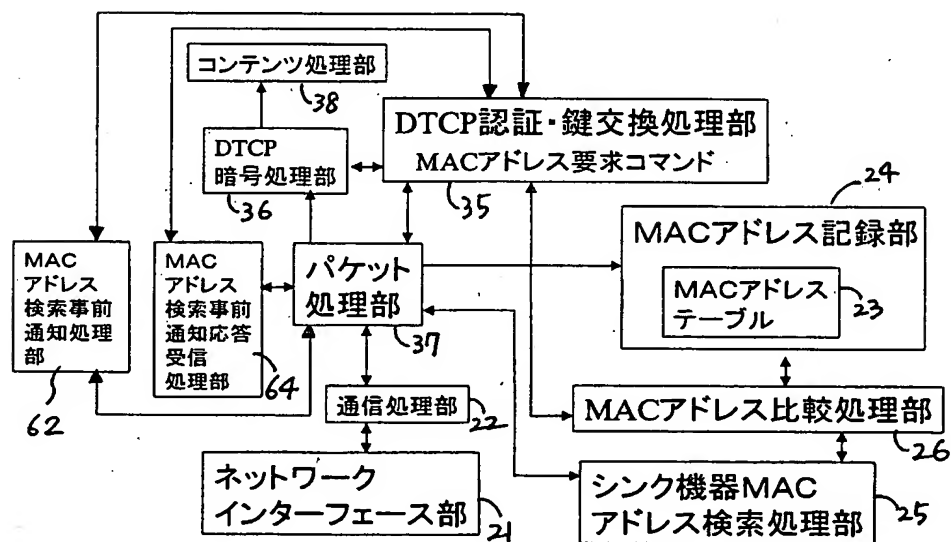 コンテンツ処理部
38
DTCP認証・鍵交換処理部
MACアドレス要求コマンド
35
DTCP
暗号処理部
36
24
MACアドレス記録部
MACアドレス
テーブル
23
MAC
アドレス
検索事前
通知処理
部
62
MAC
アドレス
検索事前
通知応答
受信
処理部
64
パケット
処理部
37
通信処理部
22
MACアドレス比較処理部
26
ネットワーク
インターフェース部
21
シンク機器MAC
アドレス検索処理部
25